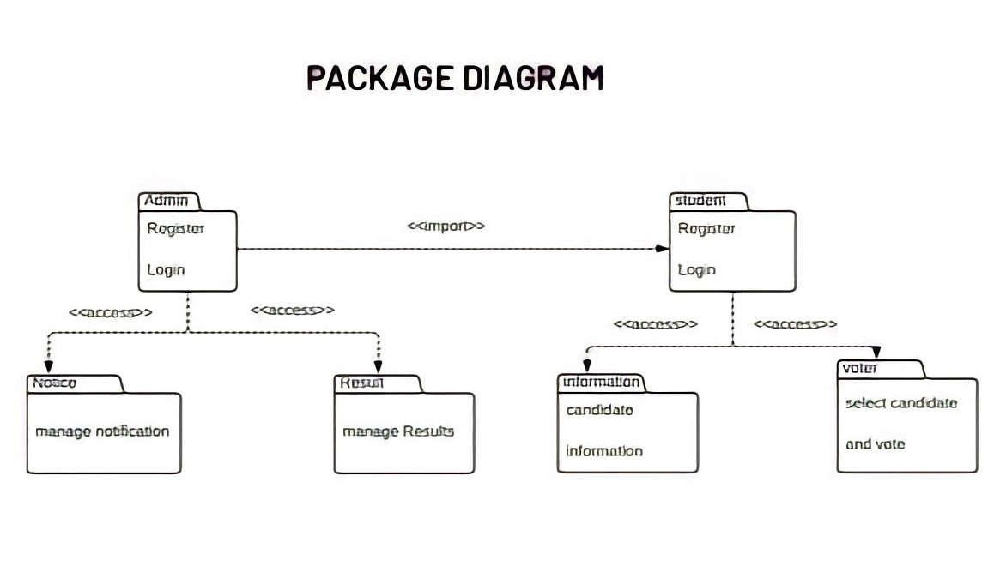 PACKAGE DIAGRAM
Admin
Register
Login
<<import>>
student
Register
Login
<<access>>
<<access>>
<<access>>
<<access>>
Notice
manage notification
Result
manage Results
information
candidate
information
voter
select candidate
and vote